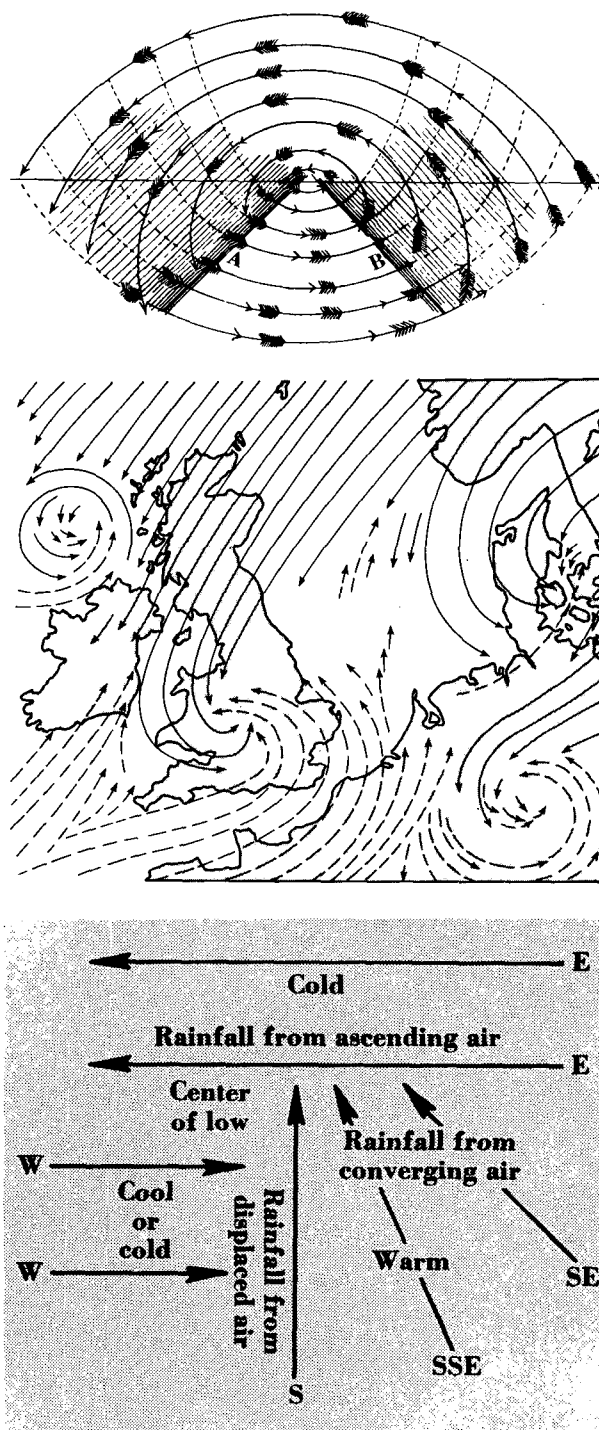 A
B
E
Cold
Rainfall from ascending air
E
Center
of low
W
Cool
or
cold
W
Rainfall from
displaced air
Rainfall from
converging air
Warm
SE
SSE
S